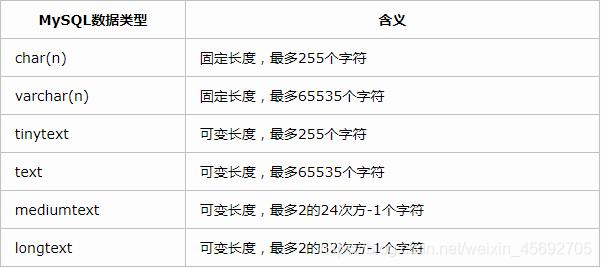 MySQL数据类型 含义
char(n) 固定长度，最多255个字符
varchar(n) 固定长度，最多65535个字符
tinytext 可变长度，最多255个字符
text 可变长度，最多65535个字符
mediumtext 可变长度，最多2的24次方-1个字符
longtext 可变长度，最多2的32次方-1个字符
net/weixin_45692705